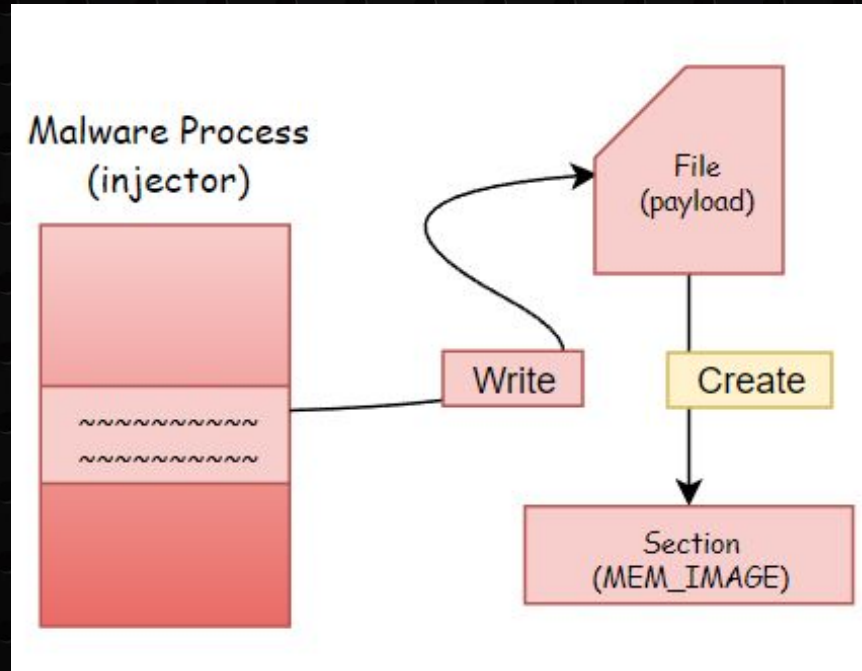 Malware Process
(injector)
File
(payload)
Write
Create
~~~~~~~~~~
~~~~~~~~~~
Section
(MEM_IMAGE)